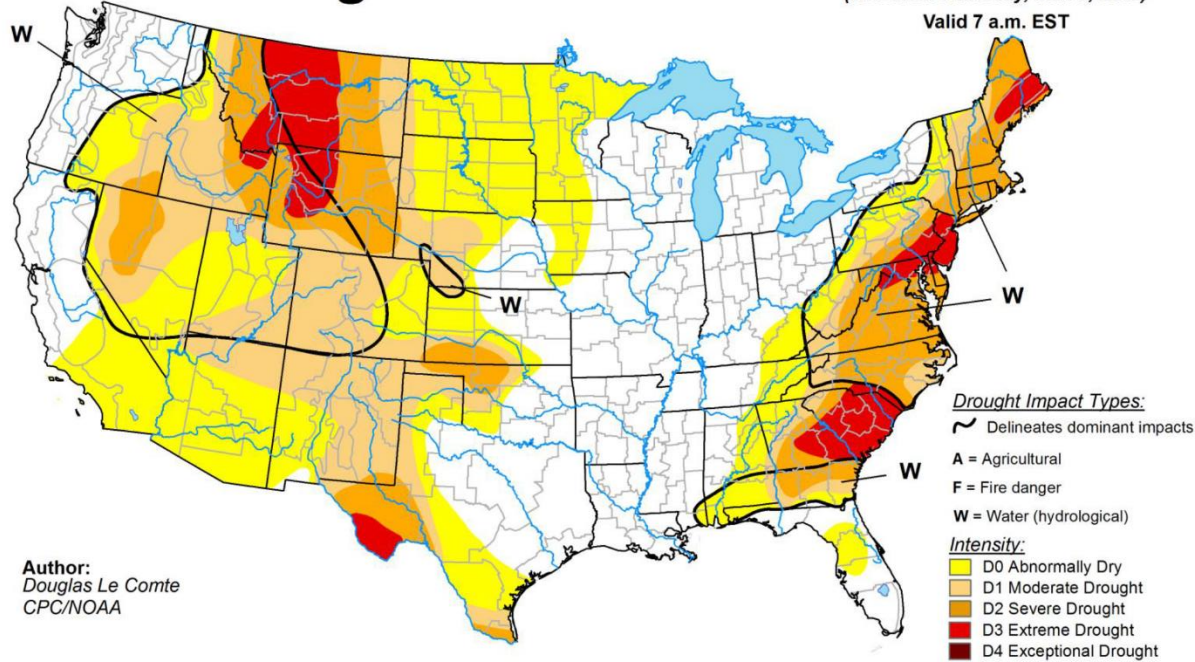 Valid 7 a.m. EST
W
W
W
W
Drought Impact Types:
Delineates dominant impacts
A = Agricultural
F = Fire danger
W = Water (hydrological)
Intensity:
D0 Abnormally Dry
D1 Moderate Drought
D2 Severe Drought
D3 Extreme Drought
D4 Exceptional Drought
Author:
Douglas Le Comte
CPC/NOAA